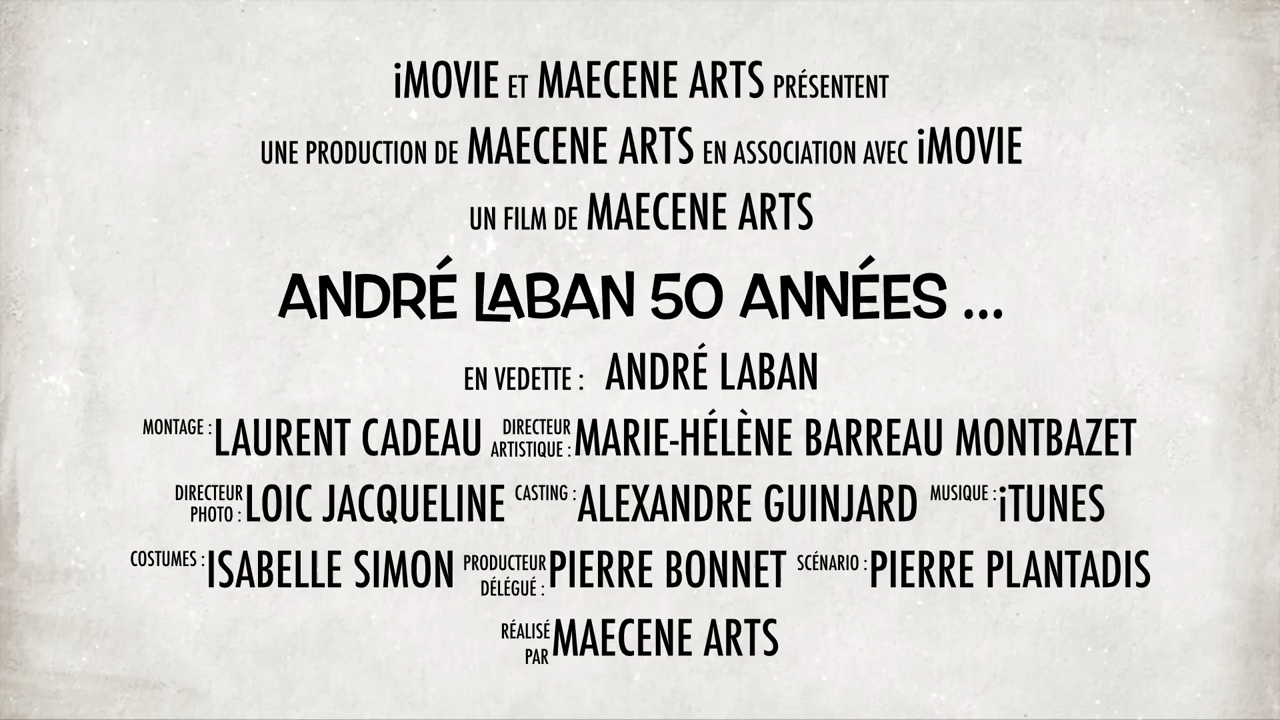 iMOVIE ET MAECENE ARTS PRÉSENTENT
UNE PRODUCTION DE MAECENE ARTS EN ASSOCIATION AVEC iMOVIE
UN FILM DE MAECENE ARTS
ANDRÉ LABAN 50 ANNÉES ...
EN VEDETTE : ANDRÉ LABAN
MONTAGE : LAURENT CADEAU DIRECTEUR ARTISTIQUE : MARIE-HÉLÈNE BARREAU MONTBAZET
DIRECTEUR PHOTO : LOIC JACQUELINE CASTING : ALEXANDRE GUINJARD MUSIQUE : iTUNES
COSTUMES : ISABELLE SIMON PRODUCTEUR DÉLÉGUÉ : PIERRE BONNET SCÉNARIO : PIERRE PLANTADIS
RÉALISÉ PAR MAECENE ARTS